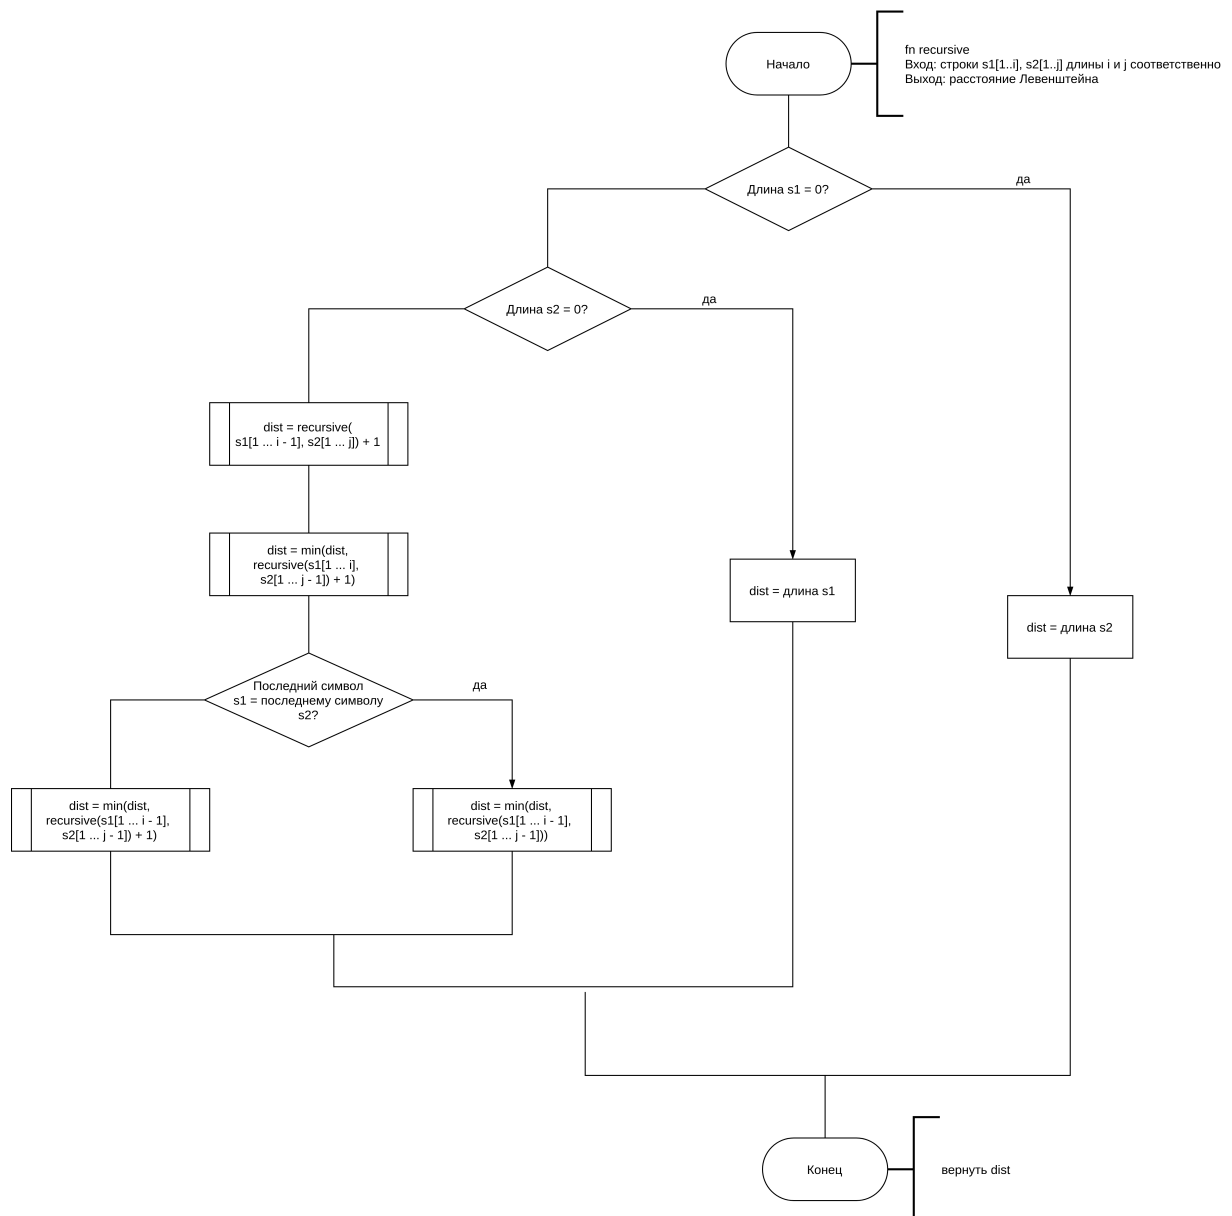 Начало
fn recursive
Вход: строки s1[1..i], s2[1..j] длины i и j соответственно
Выход: расстояние Левенштейна
Длина s1 = 0?
да
Длина s2 = 0?
да
dist = recursive(
s1[1 ... i - 1], s2[1 ... j]) + 1
dist = min(dist,
recursive(s1[1 ... i],
s2[1 ... j - 1]) + 1)
dist = длина s1
dist = длина s2
Последний символ
s1 = последнему символу
s2?
да
dist = min(dist,
recursive(s1[1 ... i - 1],
s2[1 ... j - 1]) + 1)
dist = min(dist,
recursive(s1[1 ... i - 1],
s2[1 ... j - 1]))
Конец
вернуть dist